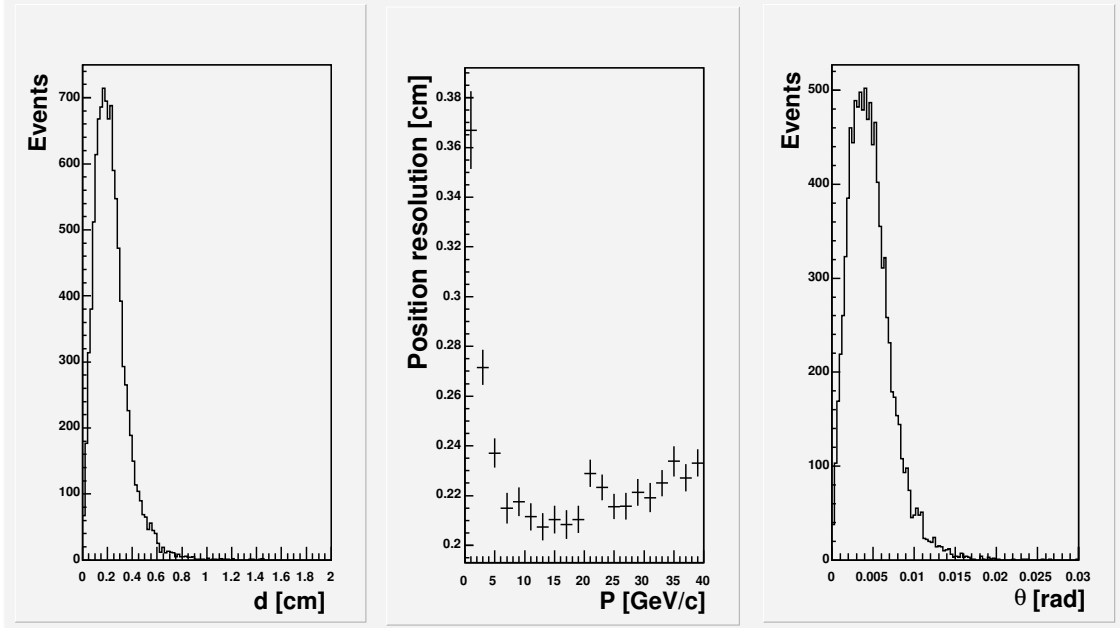 Events
700
600
500
400
300
200
100
0
0 0.2 0.4 0.6 0.8 1 1.2 1.4 1.6 1.8 2
d [cm]
Position resolution [cm]
0.38
0.36
0.34
0.32
0.3
0.28
0.26
0.24
0.22
0.2
0 5 10 15 20 25 30 35 40
P [GeV/c]
Events
500
400
300
200
100
0
0 0.005 0.01 0.015 0.02 0.025 0.03
θ [rad]